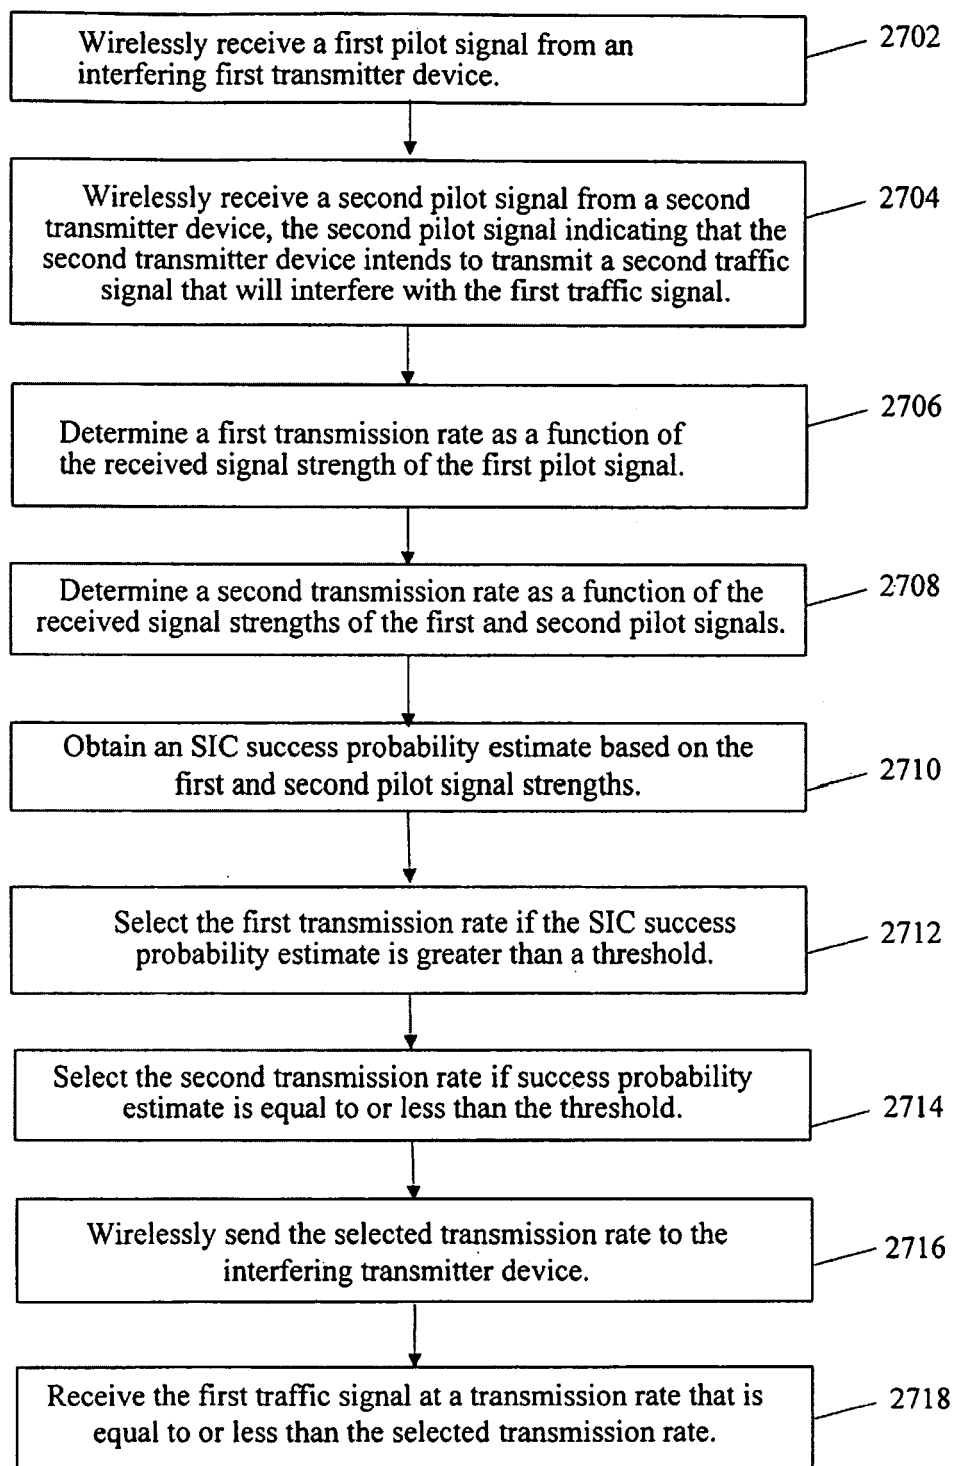 Wirelessly receive a first pilot signal from an
interfering first transmitter device.
2702
Wirelessly receive a second pilot signal from a second
transmitter device, the second pilot signal indicating that the
second transmitter device intends to transmit a second traffic
signal that will interfere with the first traffic signal.
2704
Determine a first transmission rate as a function of
the received signal strength of the first pilot signal.
2706
Determine a second transmission rate as a function of the
received signal strengths of the first and second pilot signals.
2708
Obtain an SIC success probability estimate based on the
first and second pilot signal strengths.
2710
Select the first transmission rate if the SIC success
probability estimate is greater than a threshold.
2712
Select the second transmission rate if success probability
estimate is equal to or less than the threshold.
2714
Wirelessly send the selected transmission rate to the
interfering transmitter device.
2716
Receive the first traffic signal at a transmission rate that is
equal to or less than the selected transmission rate.
2718